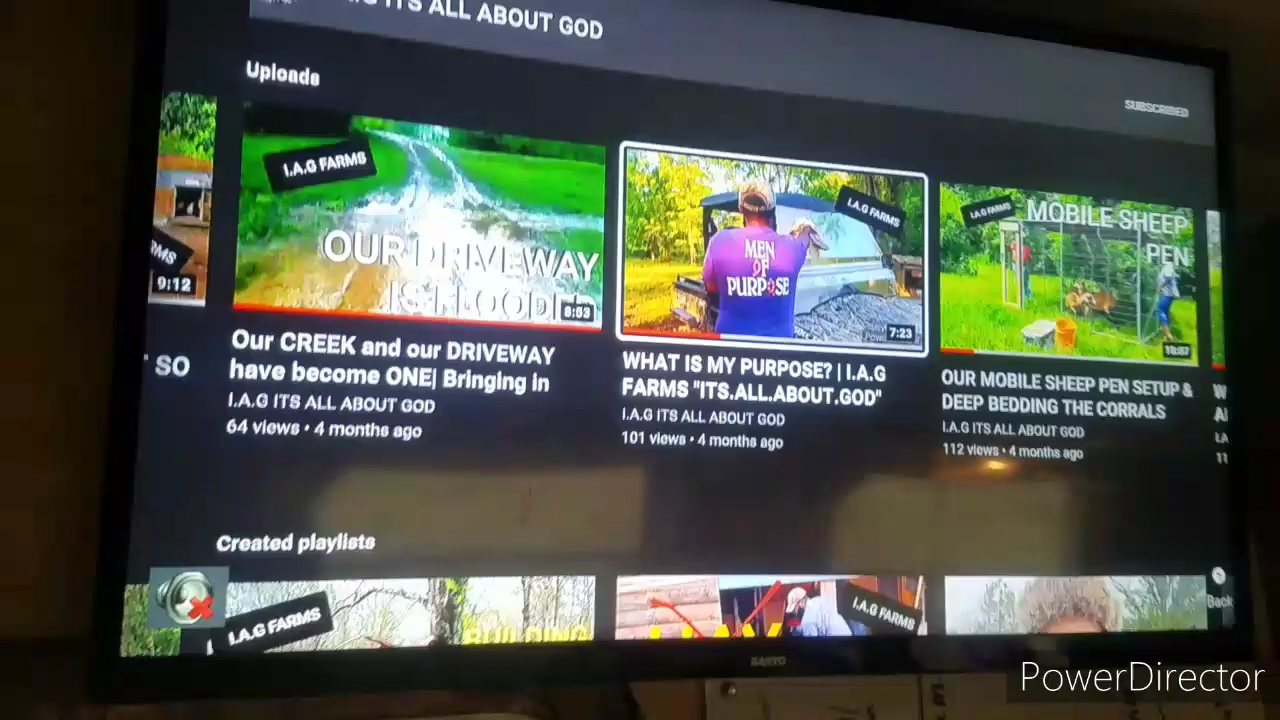 ITS ALL ABOUT GOD
Uploads
SUBSCRIBED
I.A.G FARMS
OUR DRIVEWAY
IS FLOODED
8:53
9:12
SO
Our CREEK and our DRIVEWAY
have become ONE| Bringing in
I.A.G ITS ALL ABOUT GOD
64 views • 4 months ago
I.A.G FARMS
MEN
OF
PURPOSE
7:23
WHAT IS MY PURPOSE? | I.A.G
FARMS "ITS.ALL.ABOUT.GOD"
I.A.G ITS ALL ABOUT GOD
101 views • 4 months ago
I.A.G FARMS
MOBILE SHEEP
PEN
OUR MOBILE SHEEP PEN SETUP &
DEEP BEDDING THE CORRALS
I.A.G ITS ALL ABOUT GOD
112 views • 4 months ago
Created playlists
I.A.G FARMS
BUILDING
I.A.G FARMS
Back
SANYO
PowerDirector